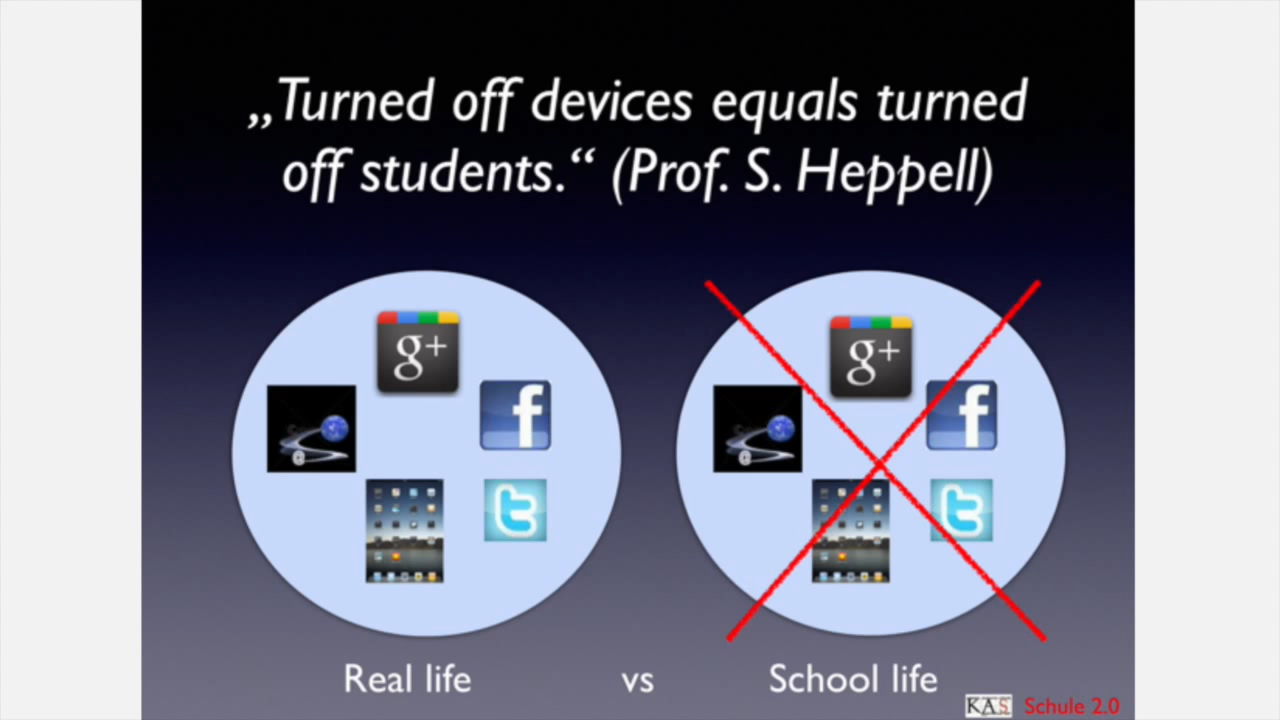 „Turned off devices equals turned
off students.“ (Prof. S. Heppell)
g+
g+
f
f
e
e
t
t
Real life vs School life
KAS Schule 2.0